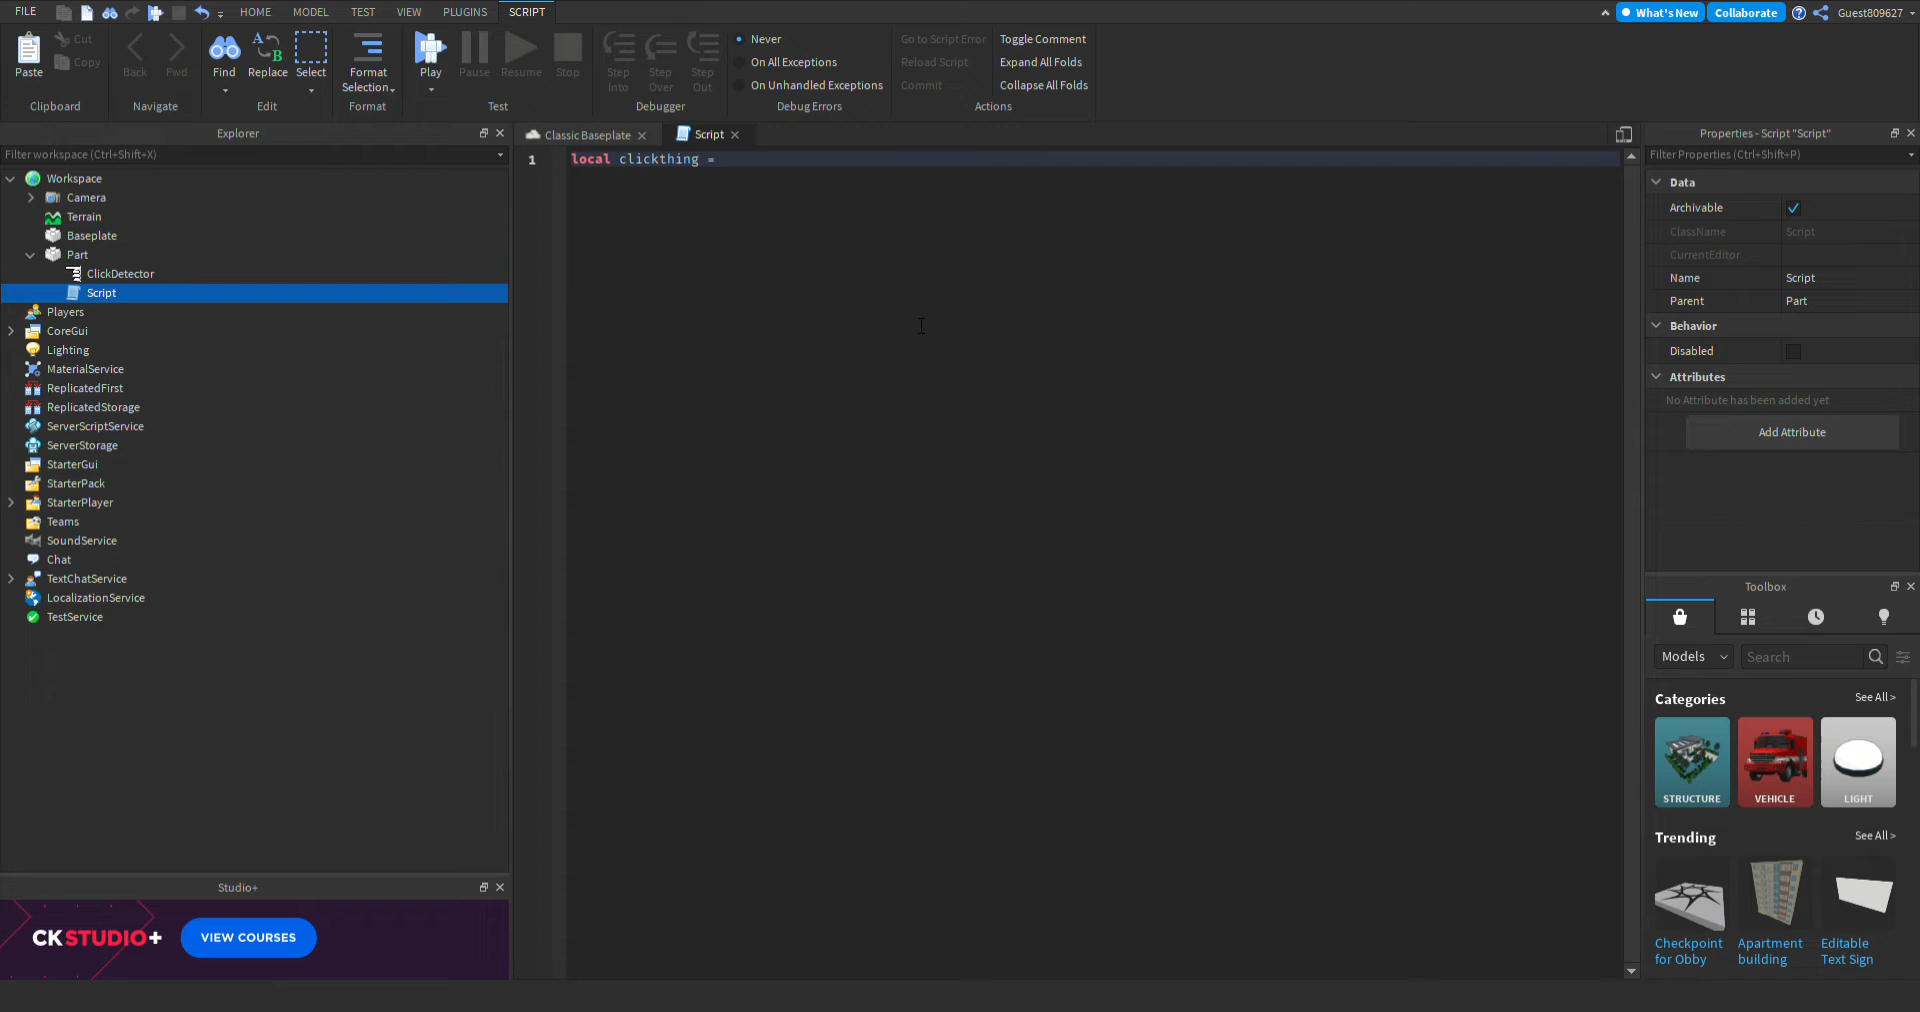 FILE HOME MODEL TEST VIEW PLUGINS SCRIPT What's New Collaborate Guest809627
Paste Cut Copy Clipboard
Back Fwd Navigate
Find Replace Select Edit
Format Selection Format
Play Pause Resume Stop Test
Step Into Step Over Step Out Debugger
Never
On All Exceptions
On Unhandled Exceptions
Debug Errors
Go to Script Error Toggle Comment
Reload Script Expand All Folds
Commit Collapse All Folds
Actions
Explorer
Filter workspace (Ctrl+Shift+X)
Workspace
Camera
Terrain
Baseplate
Part
ClickDetector
Script
Players
CoreGui
Lighting
MaterialService
ReplicatedFirst
ReplicatedStorage
ServerScriptService
ServerStorage
StarterGui
StarterPack
StarterPlayer
Teams
SoundService
Chat
TextChatService
LocalizationService
TestService
Studio+
CKSTUDIO+ VIEW COURSES
Classic Baseplate Script
1 local clickthing =
Properties - Script "Script"
Filter Properties (Ctrl+Shift+P)
Data
Archivable
ClassName Script
CurrentEditor
Name Script
Parent Part
Behavior
Disabled
Attributes
No Attribute has been added yet
Add Attribute
Toolbox
Models Search
Categories See All >
STRUCTURE VEHICLE LIGHT
Trending See All >
Checkpoint for Obby
Apartment building
Editable Text Sign